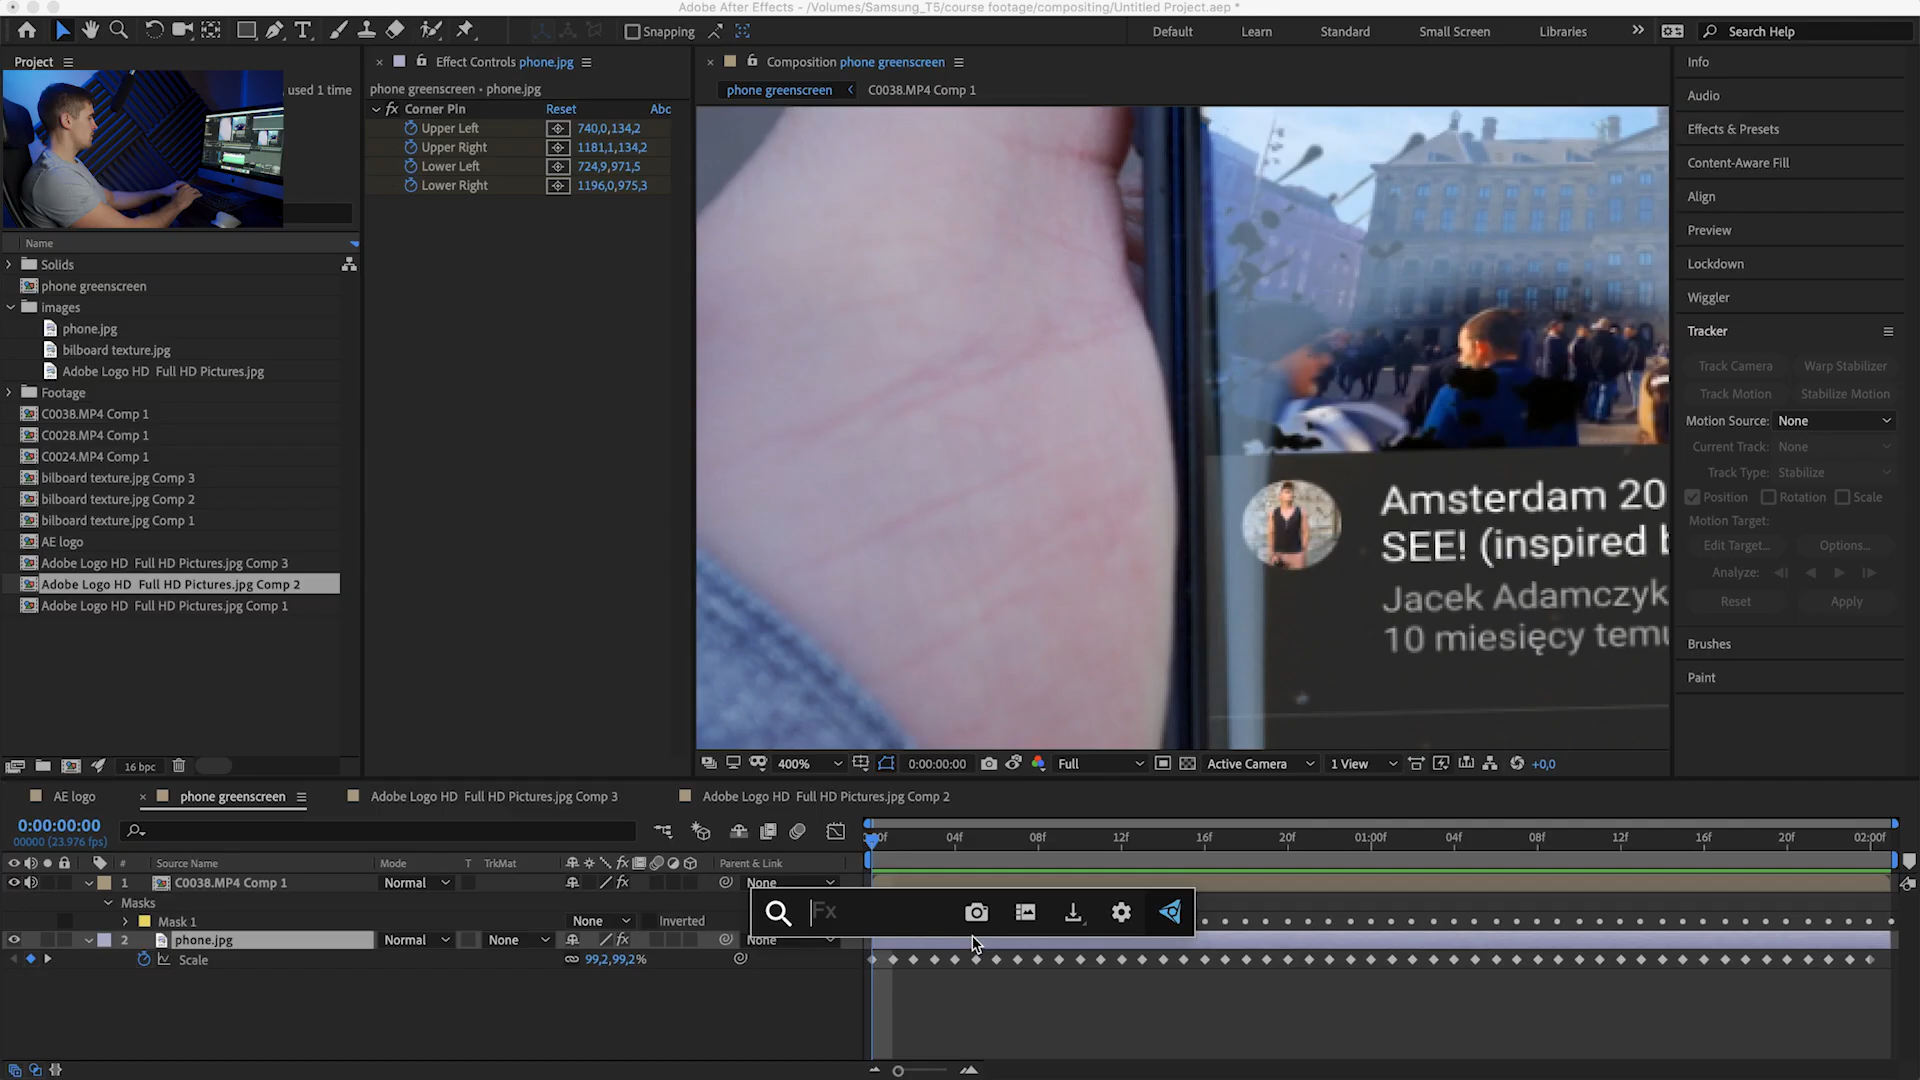 Adobe After Effects - /Volumes/Samsung_T5/course footage/compositing/Untitled Project.aep *
Snapping
Default
Learn
Standard
Small Screen
Libraries
Search Help
Project
used 1 time
Effect Controls phone.jpg
phone greenscreen • phone.jpg
Corner Pin Reset Abc
Upper Left 740,0,134,2
Upper Right 1181,1,134,2
Lower Left 724,9,971,5
Lower Right 1196,0,975,3
Composition phone greenscreen
phone greenscreen C0038.MP4 Comp 1
Name
Solids
phone greenscreen
images
phone.jpg
bilboard texture.jpg
Adobe Logo HD Full HD Pictures.jpg
Footage
C0038.MP4 Comp 1
C0028.MP4 Comp 1
C0024.MP4 Comp 1
bilboard texture.jpg Comp 3
bilboard texture.jpg Comp 2
bilboard texture.jpg Comp 1
AE logo
Adobe Logo HD Full HD Pictures.jpg Comp 3
Adobe Logo HD Full HD Pictures.jpg Comp 2
Adobe Logo HD Full HD Pictures.jpg Comp 1
16 bpc
Amsterdam 20
SEE! (inspired b
Jacek Adamczyk
10 miesięcy temu
400% 0:00:00:00 Full Active Camera 1 View +0,0
Info
Audio
Effects & Presets
Content-Aware Fill
Align
Preview
Lockdown
Wiggler
Tracker
Track Camera Warp Stabilizer
Track Motion Stabilize Motion
Motion Source: None
Current Track: None
Track Type: Stabilize
Position Rotation Scale
Motion Target:
Edit Target... Options...
Analyze:
Reset Apply
Brushes
Paint
AE logo
phone greenscreen
Adobe Logo HD Full HD Pictures.jpg Comp 3
Adobe Logo HD Full HD Pictures.jpg Comp 2
0:00:00:00
00000 (23.976 fps)
00f 04f 08f 12f 16f 20f 01:00f 04f 08f 12f 16f 20f 02:00f
# Source Name Mode T TrkMat fx Parent & Link
1 C0038.MP4 Comp 1 Normal fx None
Masks
Mask 1 None Inverted
2 phone.jpg Normal None fx None
Scale 99,2,99,2%
Fx